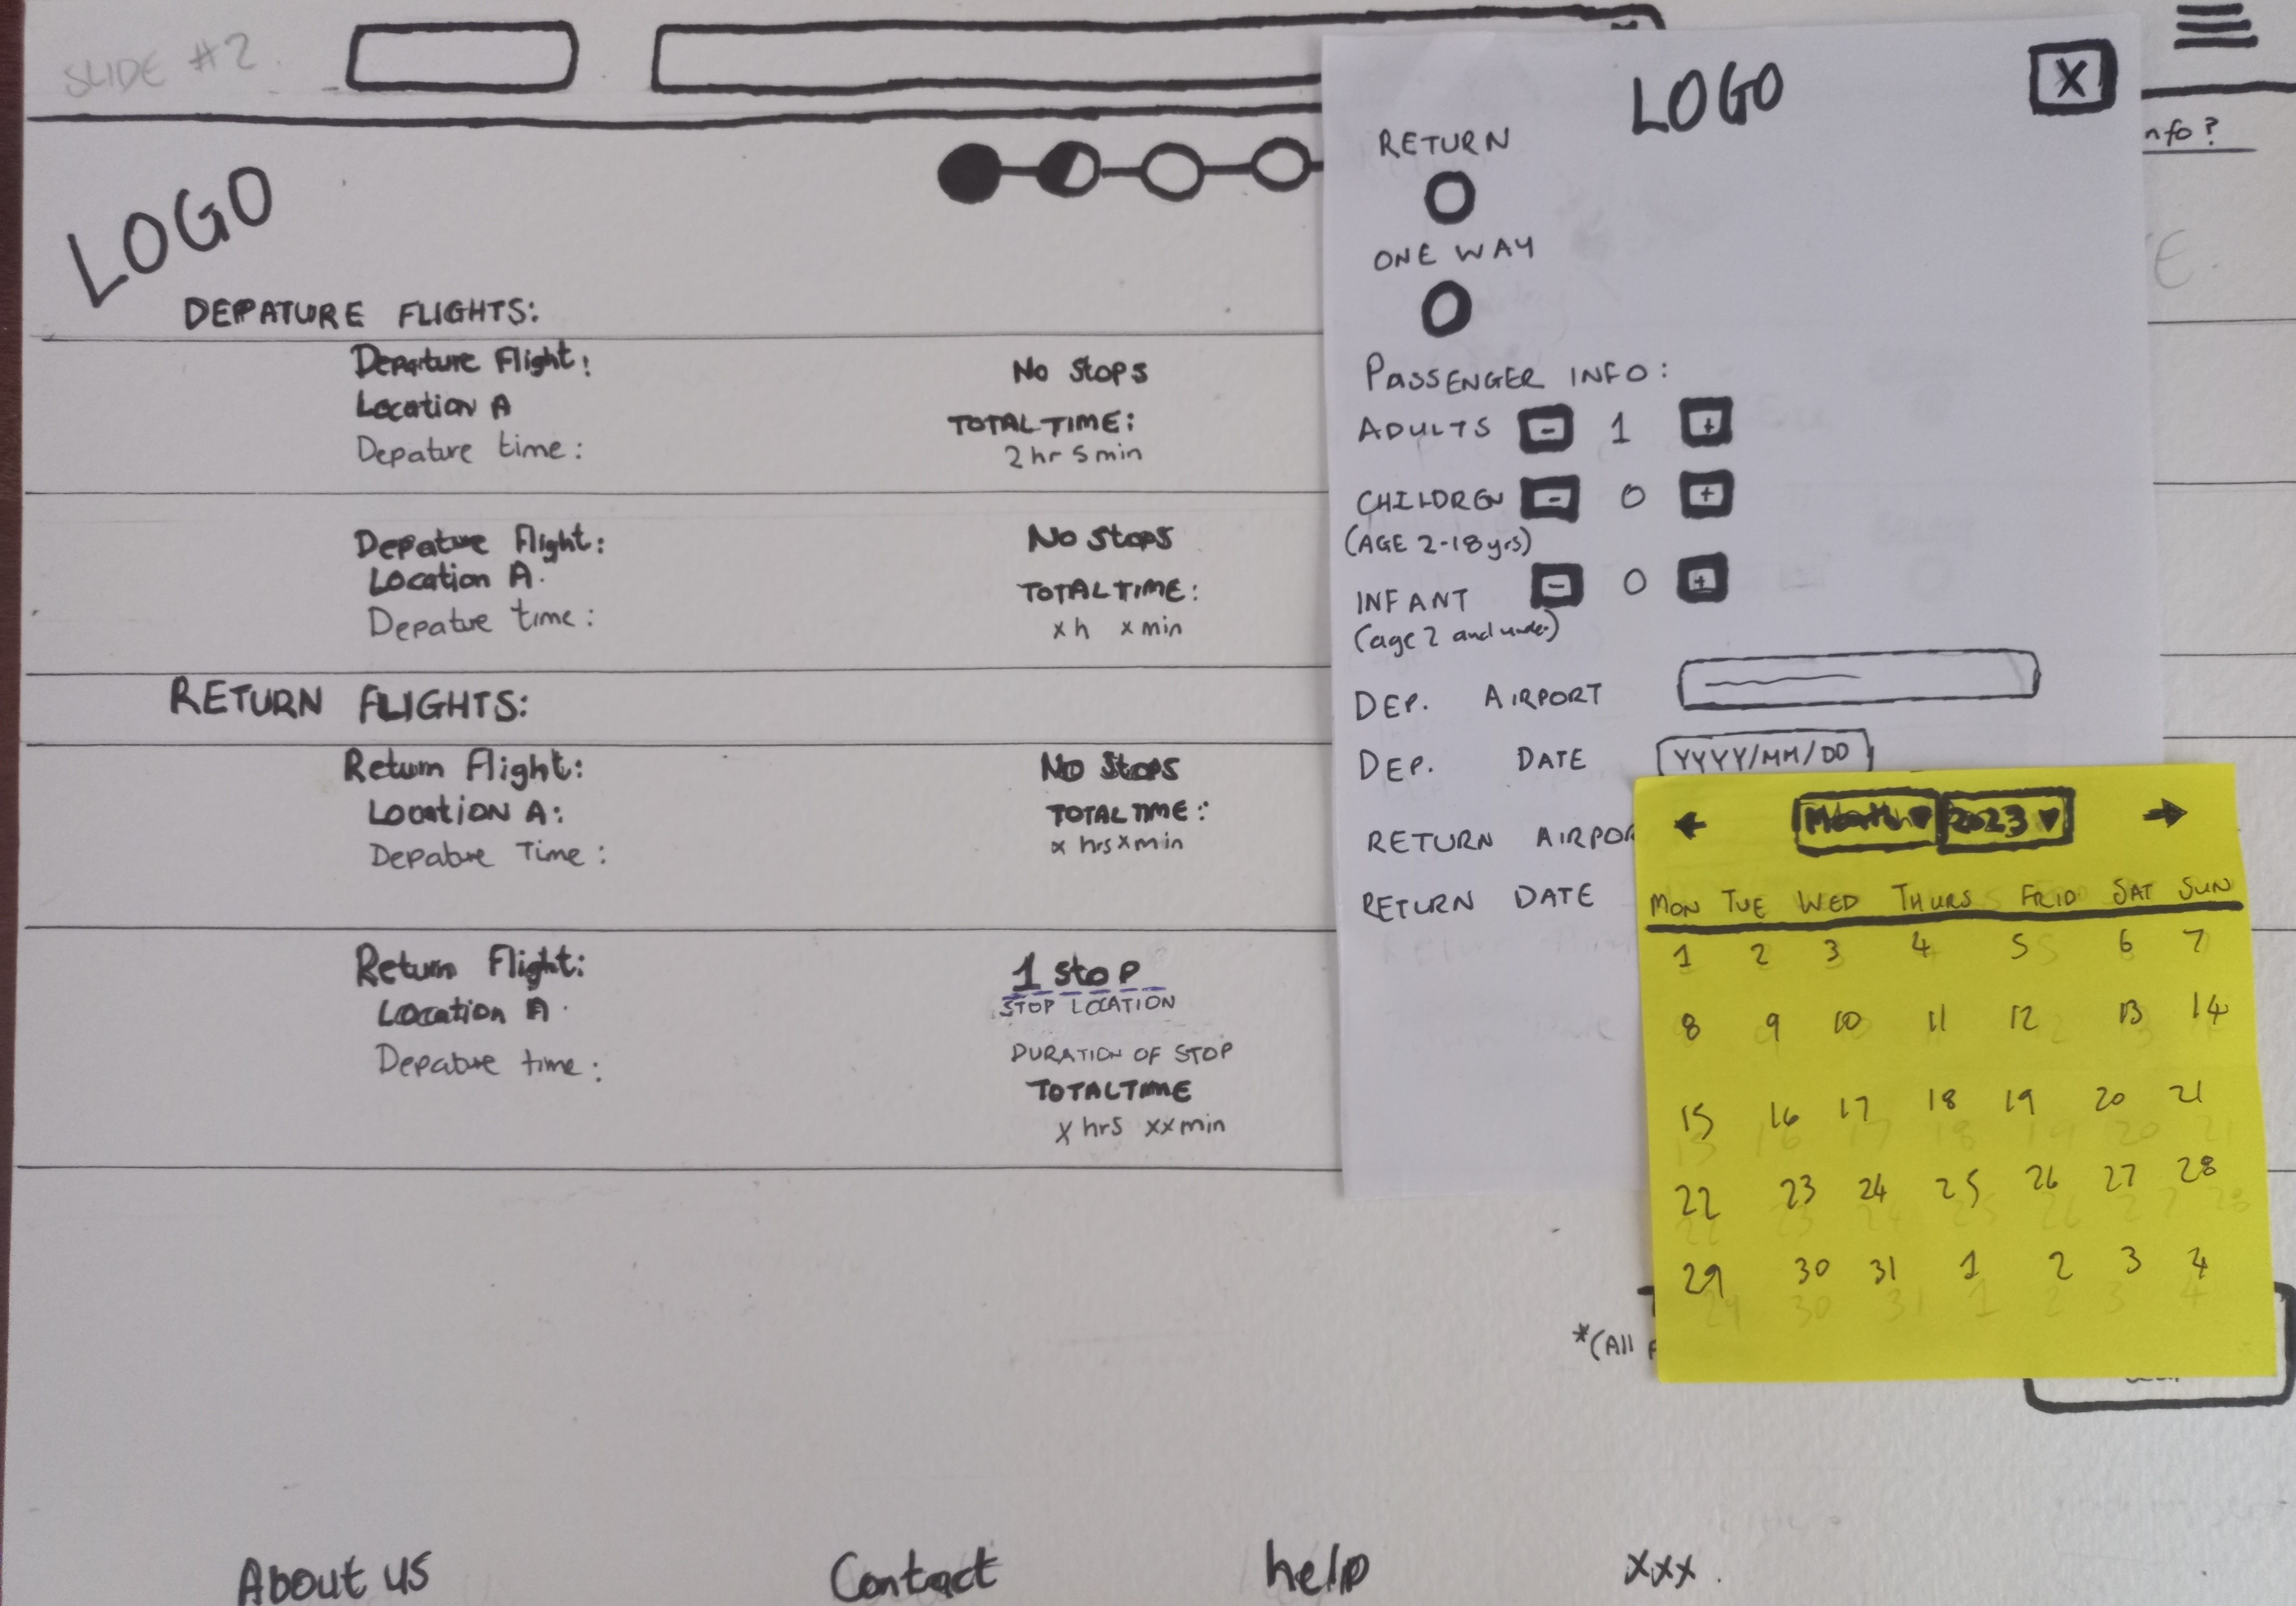 SLIDE #2.
LOGO
DEPATURE FLIGHTS:
Departure Flight:
Location A
Depature time:
No Stops
TOTAL TIME:
2 hr 5 min
Depature Flight:
Location A.
Depature time:
No Stops
TOTAL TIME:
x h x min
RETURN FLIGHTS:
Return Flight:
Location A:
Depature Time:
No Stops
TOTAL TIME:
x hrs x min
Return Flight:
Location A.
Depature time:
1 stop
STOP LOCATION
DURATION OF STOP
TOTAL TIME
x hrs xx min
About us
Contact
help
xxx.
LOGO
X
RETURN
ONE WAY
PASSENGER INFO:
ADULTS - 1 +
CHILDREN - 0 +
(AGE 2-18 yrs)
INFANT - 0 +
(age 2 and under)
DEP. AIRPORT
DEP. DATE YYYY/MM/DD
RETURN AIRPOR
RETURN DATE
nfo?
Month 2023
MON TUE WED THURS FRID SAT SUN
1 2 3 4 5 6 7
8 9 10 11 12 13 14
15 16 17 18 19 20 21
22 23 24 25 26 27 28
29 30 31 1 2 3 4
*(All